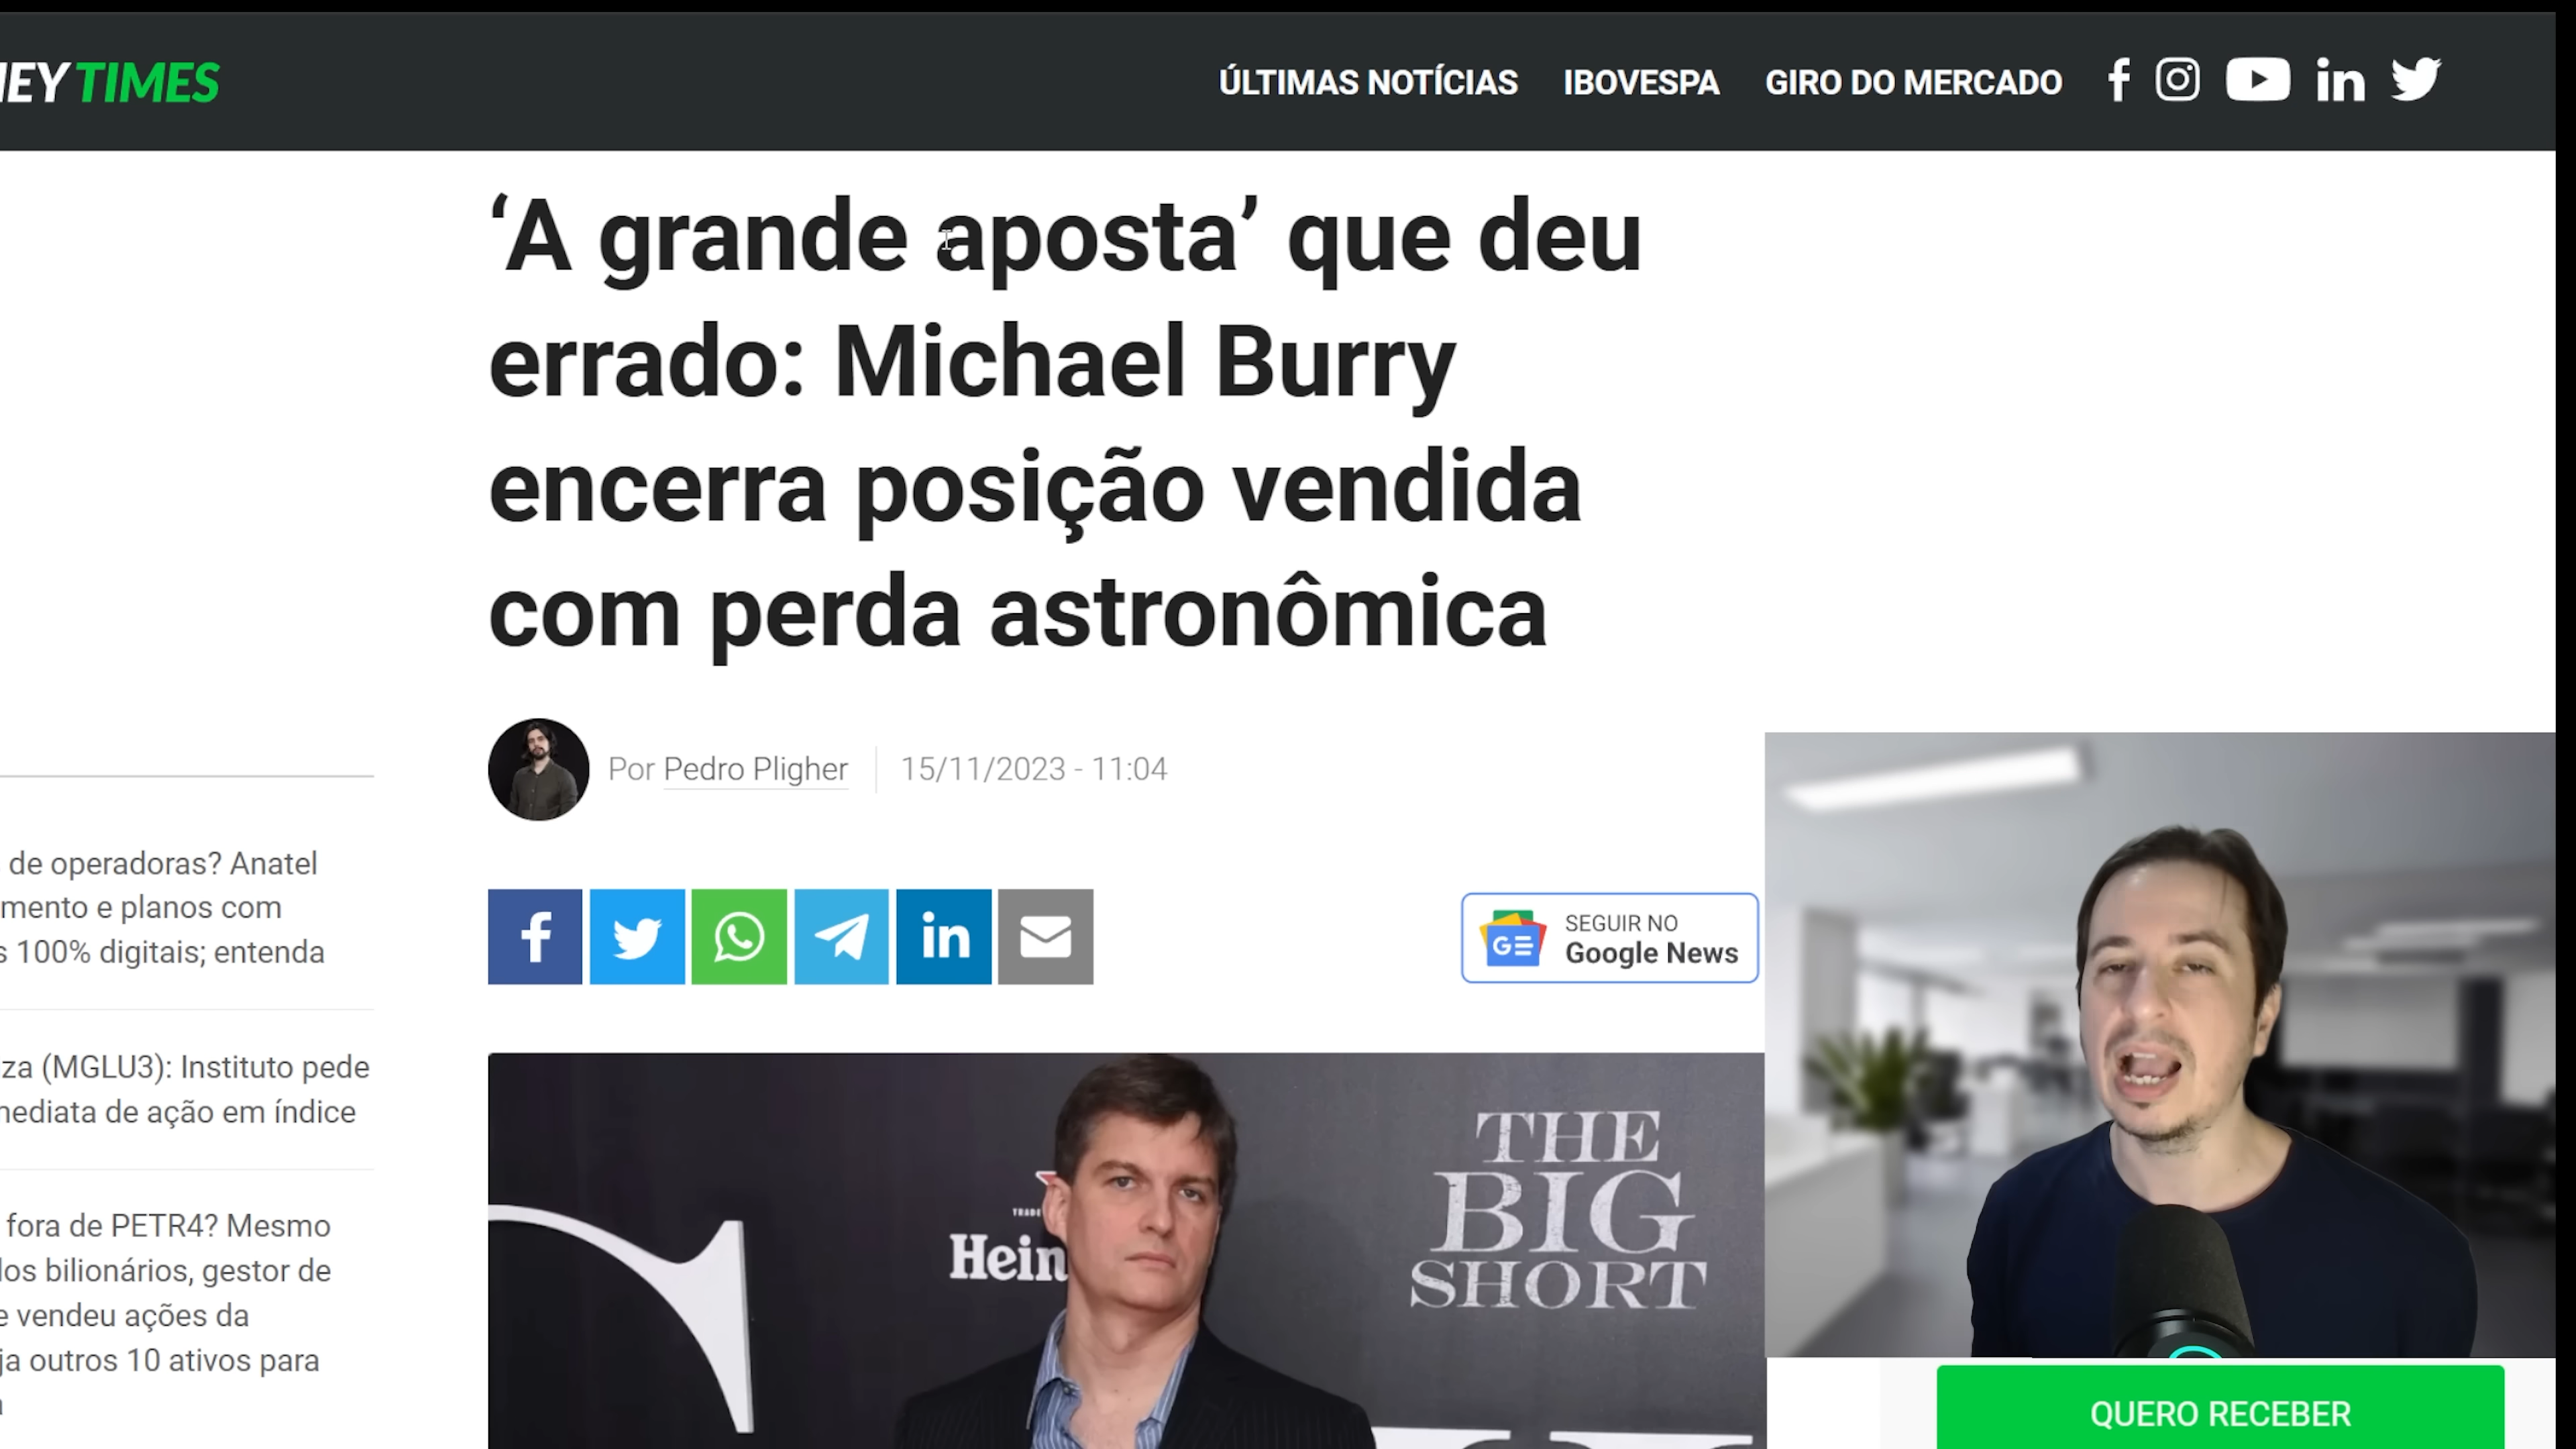 EY TIMES
ÚLTIMAS NOTÍCIAS IBOVESPA GIRO DO MERCADO
‘A grande aposta’ que deu
errado: Michael Burry
encerra posição vendida
com perda astronômica
Por Pedro Pligher 15/11/2023 - 11:04
de operadoras? Anatel
mento e planos com
s 100% digitais; entenda
za (MGLU3): Instituto pede
mediata de ação em índice
fora de PETR4? Mesmo
los bilionários, gestor de
e vendeu ações da
ja outros 10 ativos para
SEGUIR NO
Google News
TRADE
Hein
THE
BIG
SHORT
QUERO RECEBER